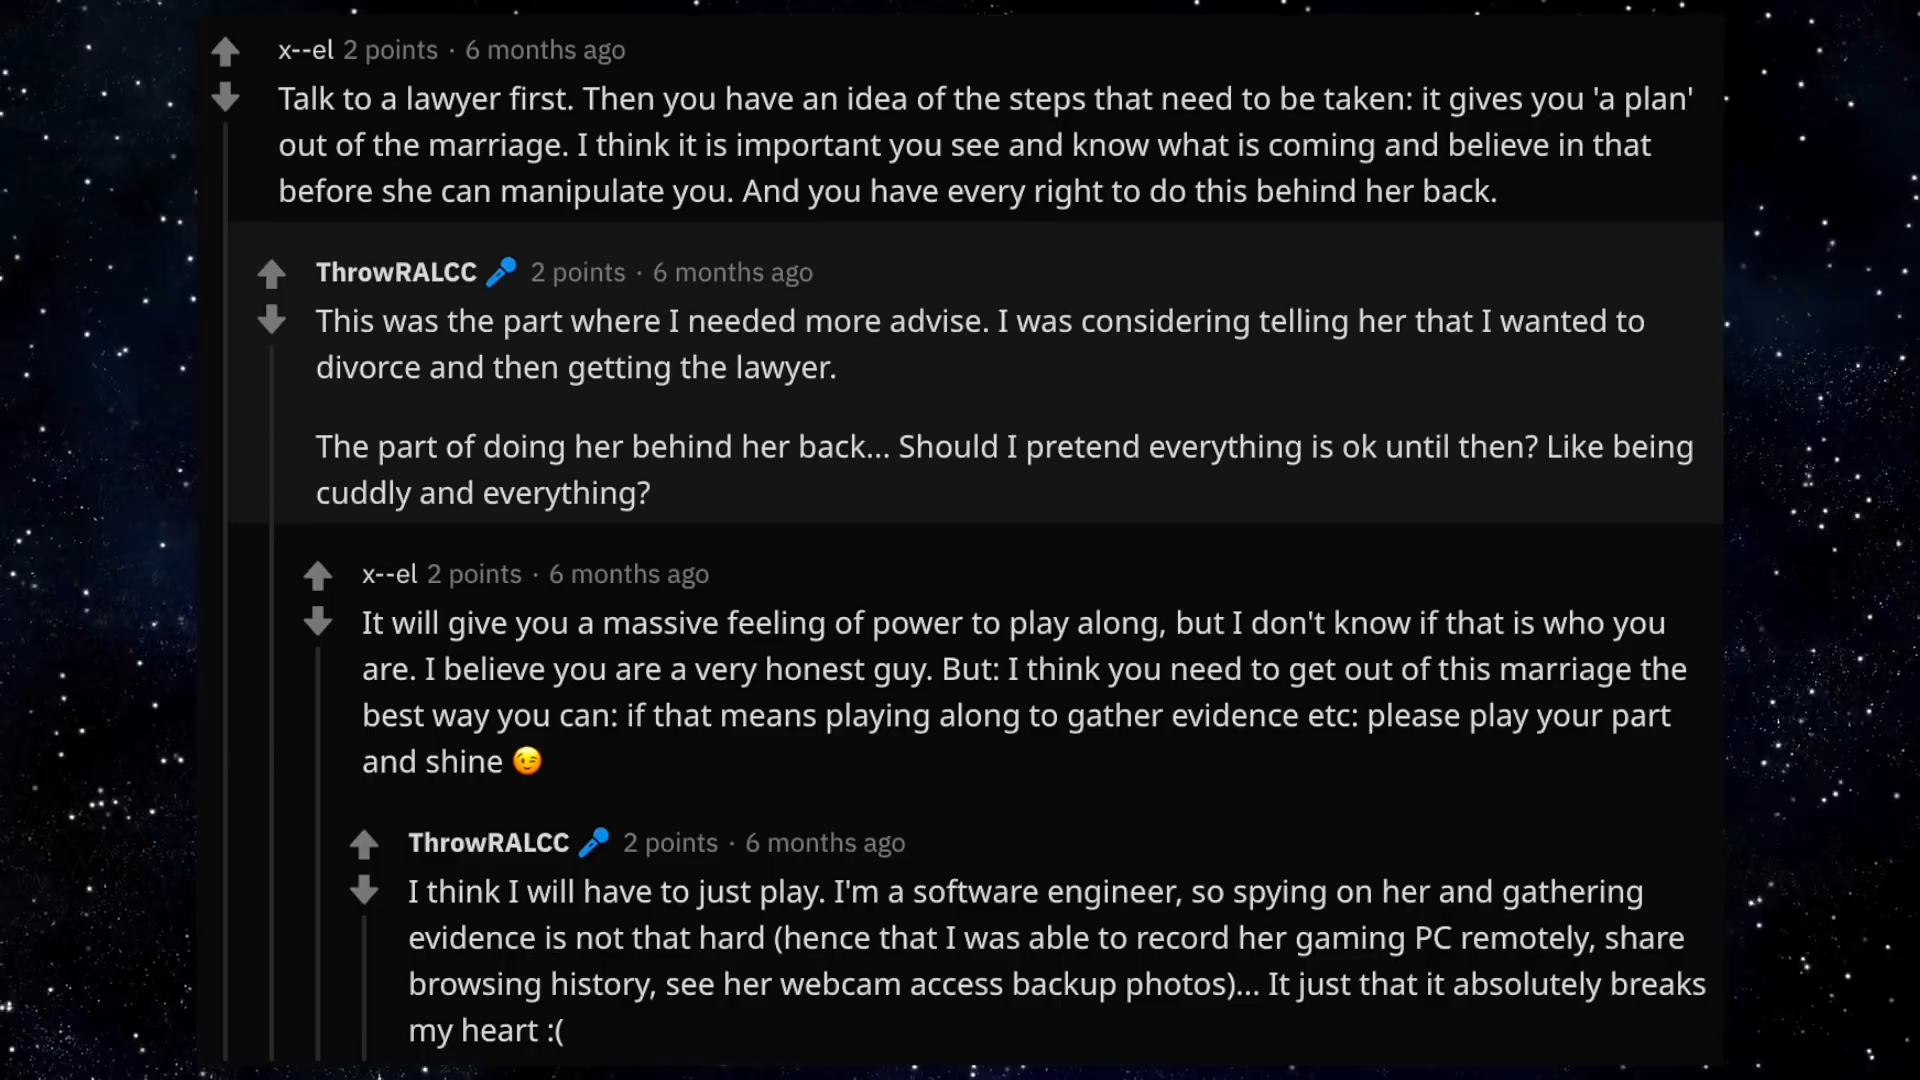 x--el 2 points · 6 months ago
Talk to a lawyer first. Then you have an idea of the steps that need to be taken: it gives you 'a plan'
out of the marriage. I think it is important you see and know what is coming and believe in that
before she can manipulate you. And you have every right to do this behind her back.
ThrowRALCC 🎤 2 points · 6 months ago
This was the part where I needed more advise. I was considering telling her that I wanted to
divorce and then getting the lawyer.
The part of doing her behind her back... Should I pretend everything is ok until then? Like being
cuddly and everything?
x--el 2 points · 6 months ago
It will give you a massive feeling of power to play along, but I don't know if that is who you
are. I believe you are a very honest guy. But: I think you need to get out of this marriage the
best way you can: if that means playing along to gather evidence etc: please play your part
and shine 😉
ThrowRALCC 🎤 2 points · 6 months ago
I think I will have to just play. I'm a software engineer, so spying on her and gathering
evidence is not that hard (hence that I was able to record her gaming PC remotely, share
browsing history, see her webcam access backup photos)... It just that it absolutely breaks
my heart :(